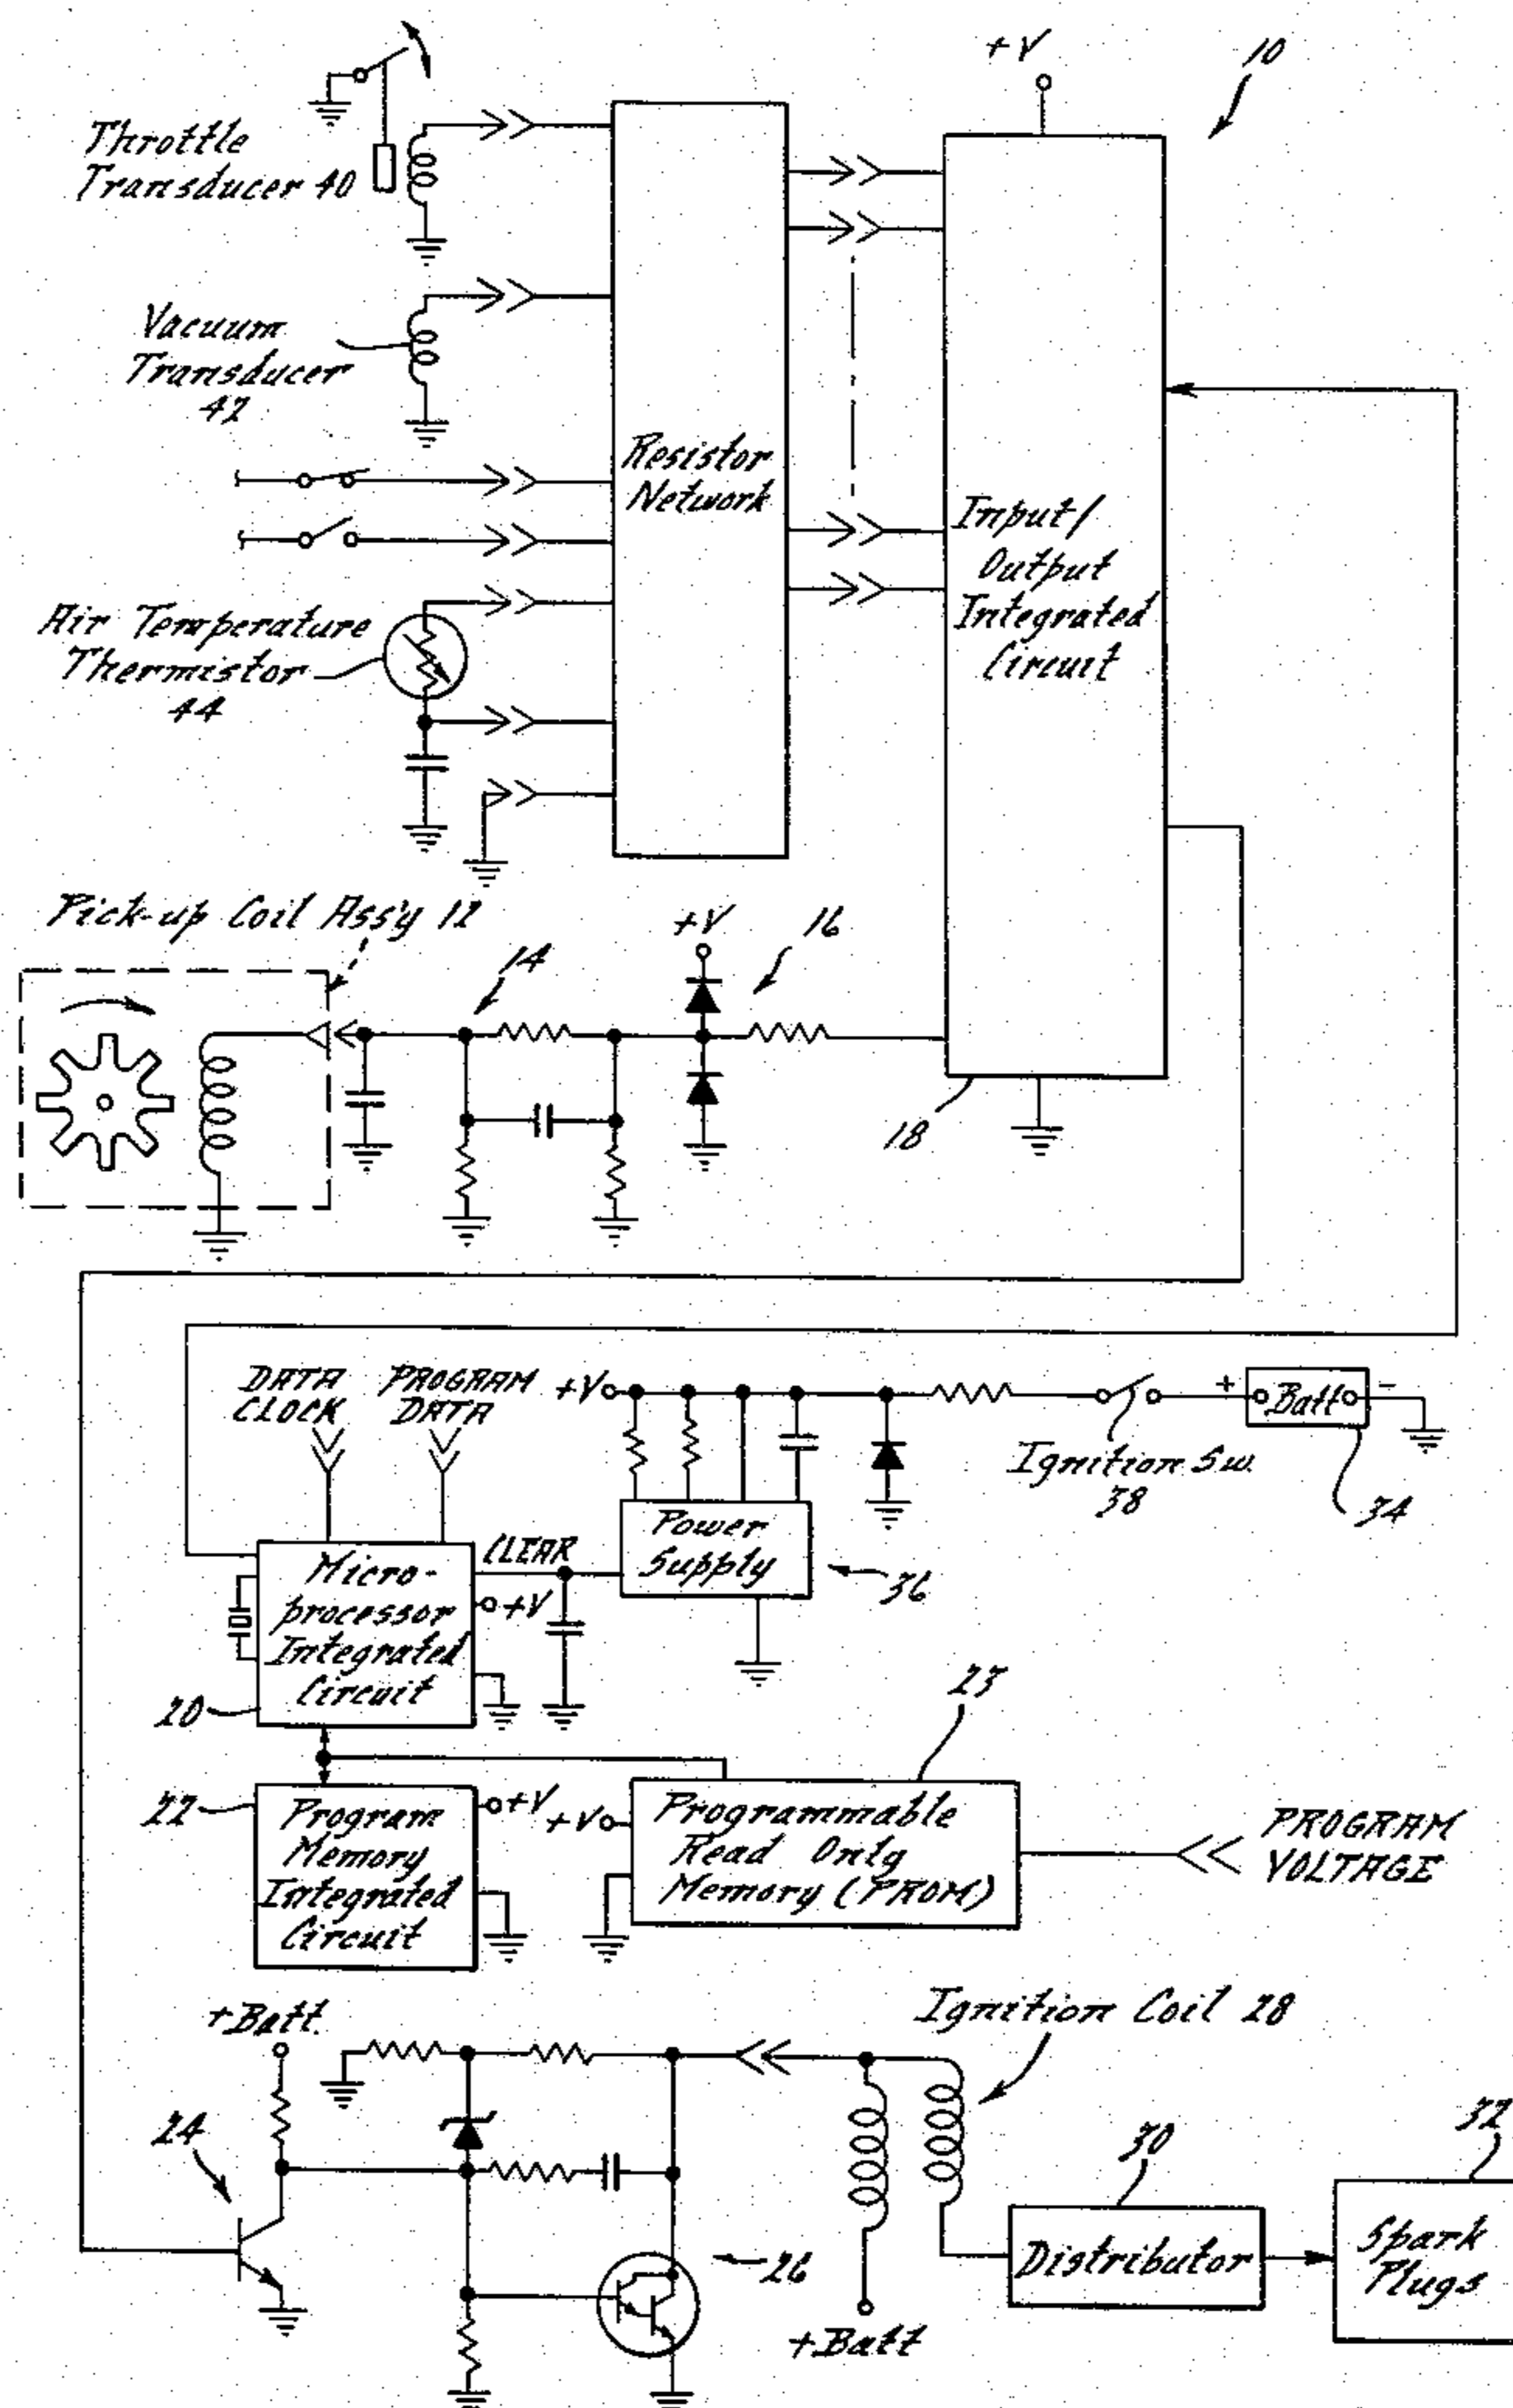 +V
10
Throttle
Transducer 40
Vacuum
Transducer
42
Resistor
Network
Input/
Output
Integrated
Circuit
Air Temperature
Thermistor
44
Pick-up Coil Ass'y 12
14
+V
16
18
DATA
CLOCK
PROGRAM
DATA
+V
+ Batt -
Ignition Sw.
38
34
Power
Supply
36
CLEAR
Micro-
processor
Integrated
Circuit
+V
20
23
22
Program
Memory
Integrated
Circuit
+V
+V
Programmable
Read Only
Memory (PROM)
PROGRAM
VOLTAGE
+Batt.
Ignition Coil 28
24
30
32
26
Distributor
Spark
Plugs
+Batt